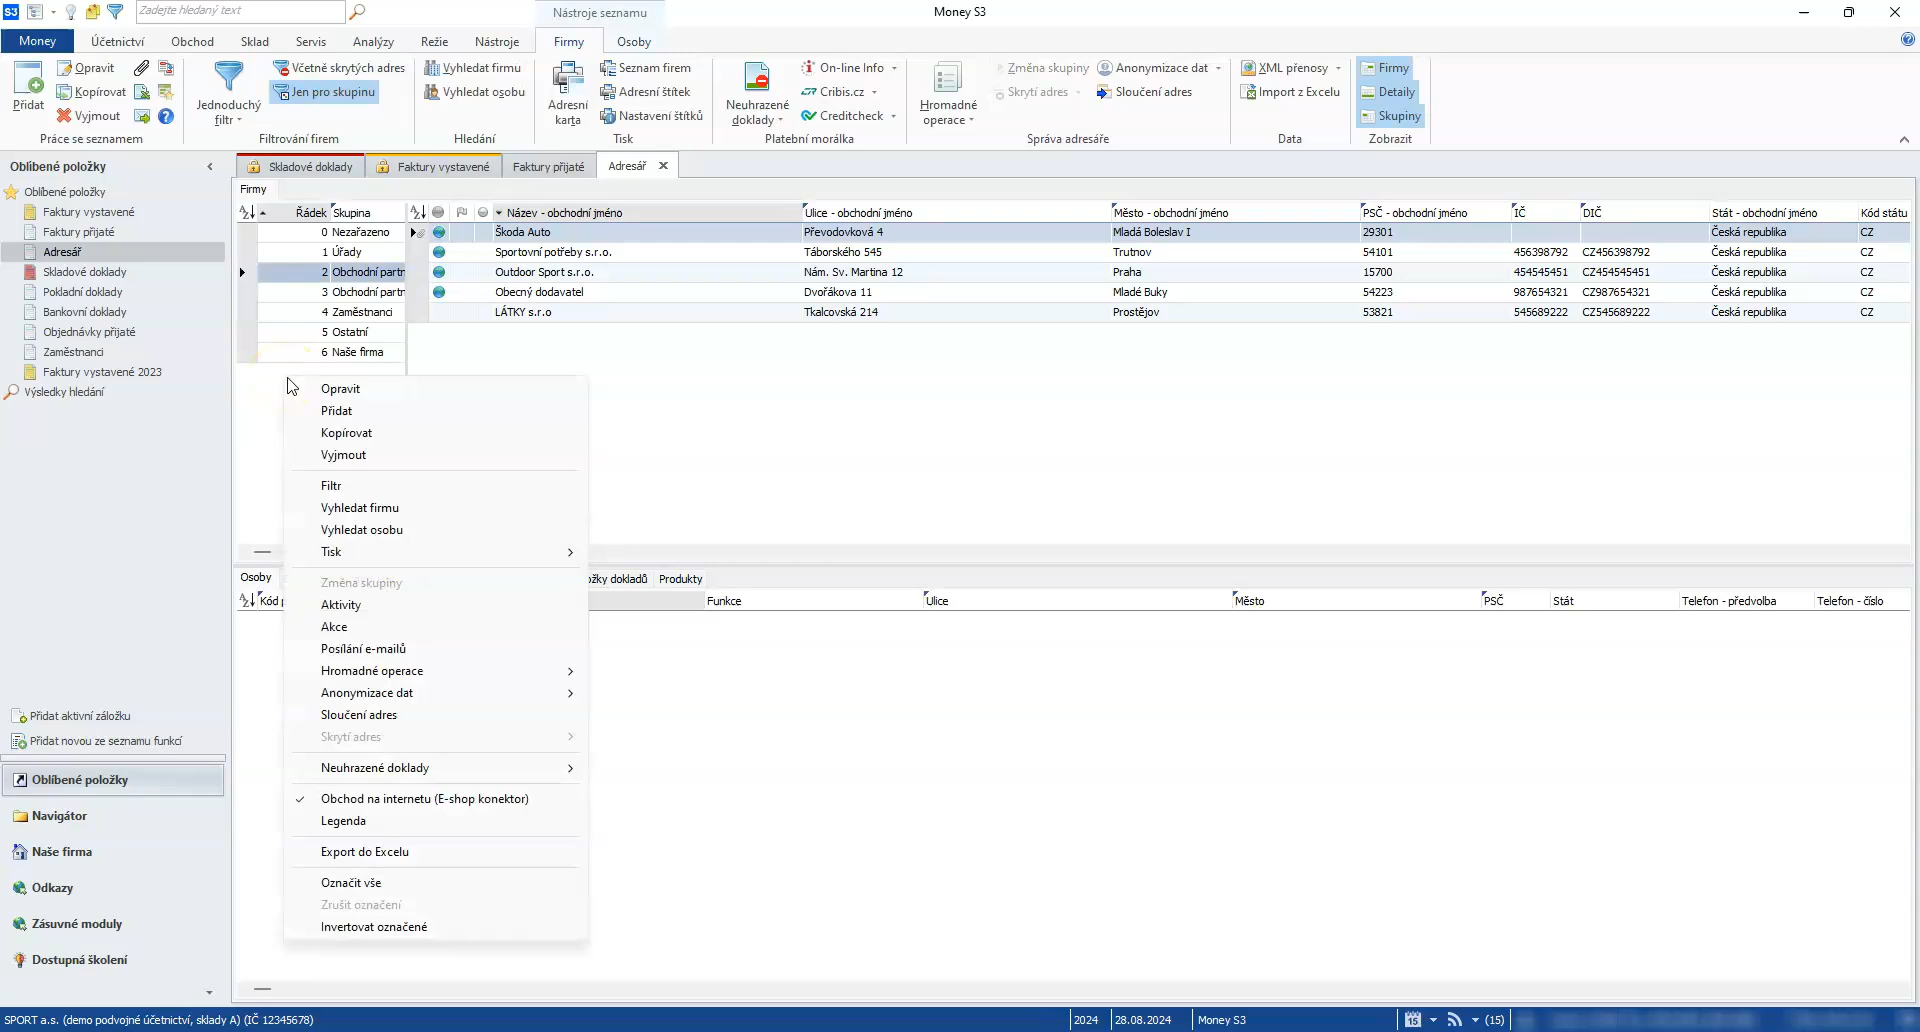 S3
Zadejte hledaný text
Nástroje seznamu
Money S3
Money
Účetnictví
Obchod
Sklad
Servis
Analýzy
Režie
Nástroje
Firmy
Osoby
Přidat
Opravit
Kopírovat
Vyjmout
Práce se seznamem
Jednoduchý
filtr
Včetně skrytých adres
Jen pro skupinu
Filtrování firem
Vyhledat firmu
Vyhledat osobu
Hledání
Adresní
karta
Seznam firem
Adresní štítek
Nastavení štítků
Tisk
Neuhrazené
doklady
On-line Info
Cribis.cz
Creditcheck
Platební morálka
Hromadné
operace
Změna skupiny
Skrytí adres
Anonymizace dat
Sloučení adres
Správa adresáře
XML přenosy
Import z Excelu
Data
Firmy
Detaily
Skupiny
Zobrazit
Oblíbené položky
Oblíbené položky
Faktury vystavené
Faktury přijaté
Adresář
Skladové doklady
Pokladní doklady
Bankovní doklady
Objednávky přijaté
Zaměstnanci
Faktury vystavené 2023
Výsledky hledání
Přidat aktivní záložku
Přidat novou ze seznamu funkcí
Oblíbené položky
Navigátor
Naše firma
Odkazy
Zásuvné moduly
Dostupná školení
Skladové doklady
Faktury vystavené
Faktury přijaté
Adresář
Firmy
Řádek Skupina
0 Nezařazeno
1 Úřady
2 Obchodní partn
3 Obchodní partn
4 Zaměstnanci
5 Ostatní
6 Naše firma
Název - obchodní jméno Ulice - obchodní jméno Město - obchodní jméno PSČ - obchodní jméno IČ DIČ Stát - obchodní jméno Kód státu
Škoda Auto Převodovková 4 Mladá Boleslav I 29301 Česká republika CZ
Sportovní potřeby s.r.o. Táborského 545 Trutnov 54101 456398792 CZ456398792 Česká republika CZ
Outdoor Sport s.r.o. Nám. Sv. Martina 12 Praha 15700 454545451 CZ454545451 Česká republika CZ
Obecný dodavatel Dvořákova 11 Mladé Buky 54223 987654321 CZ987654321 Česká republika CZ
LÁTKY s.r.o Tkalcovská 214 Prostějov 53821 545689222 CZ545689222 Česká republika CZ
Opravit
Přidat
Kopírovat
Vyjmout
Filtr
Vyhledat firmu
Vyhledat osobu
Tisk
Změna skupiny
Aktivity
Akce
Posílání e-mailů
Hromadné operace
Anonymizace dat
Sloučení adres
Skrytí adres
Neuhrazené doklady
Obchod na internetu (E-shop konektor)
Legenda
Export do Excelu
Označit vše
Zrušit označení
Invertovat označené
Osoby
dokladů Produkty
Kód
Funkce Ulice Město PSČ Stát Telefon - předvolba Telefon - číslo
SPORT a.s. (demo podvojné účetnictví, sklady A) (IČ 12345678)
2024
28.08.2024
Money S3
15
(15)